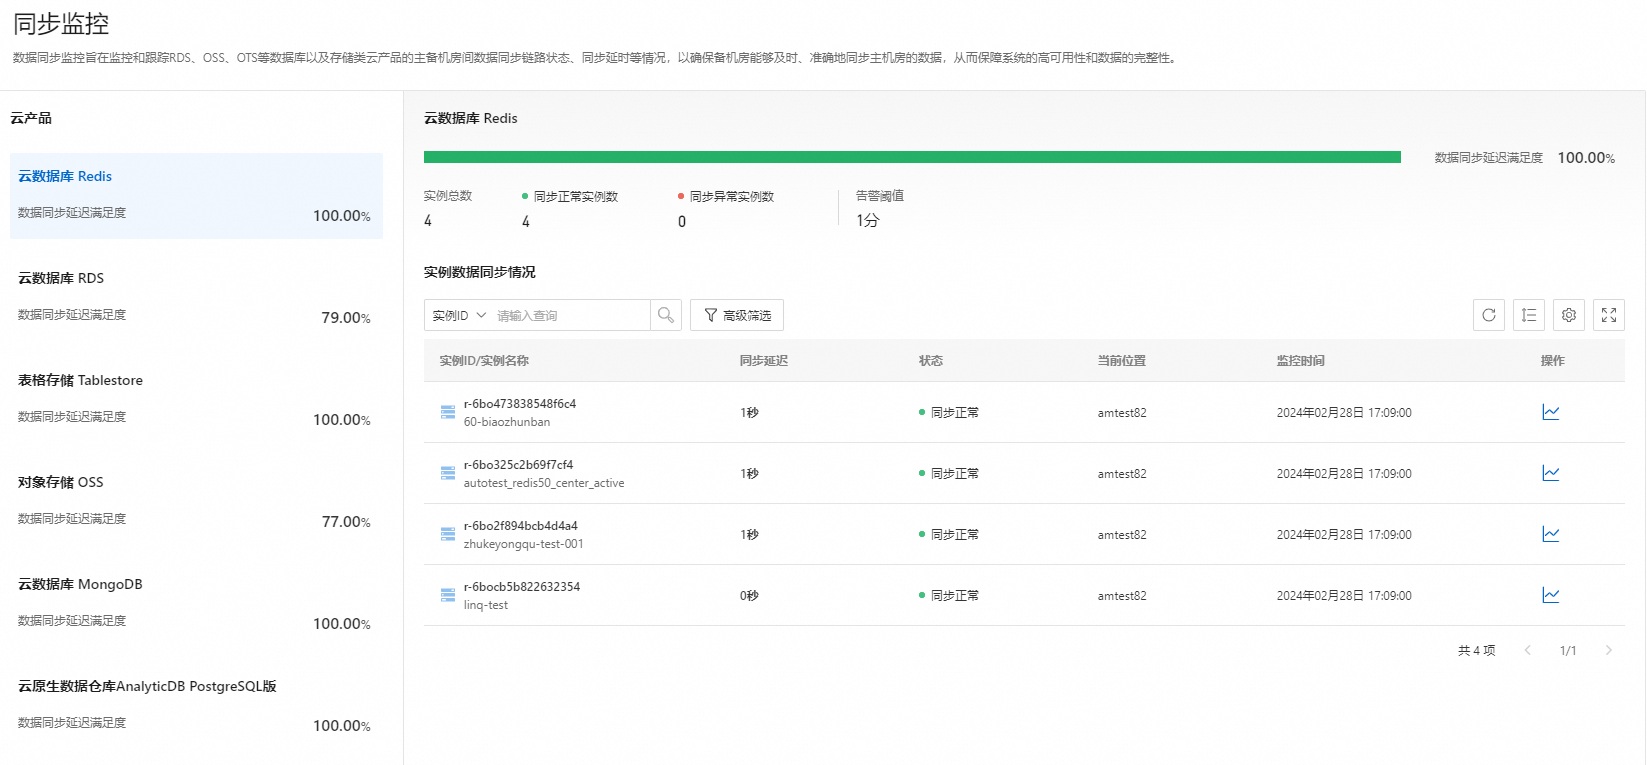 同步监控
数据同步监控旨在监控和跟踪RDS、OSS、OTS等数据库以及存储类云产品的主备机房间数据同步链路状态、同步延时等情况，以确保备机房能够及时、准确地同步主机房的数据，从而保障系统的高可用性和数据的完整性。
云产品
云数据库 Redis
数据同步延迟满足度 100.00%
云数据库 RDS
数据同步延迟满足度 79.00%
表格存储 Tablestore
数据同步延迟满足度 100.00%
对象存储 OSS
数据同步延迟满足度 77.00%
云数据库 MongoDB
数据同步延迟满足度 100.00%
云原生数据仓库AnalyticDB PostgreSQL版
数据同步延迟满足度 100.00%
云数据库 Redis
数据同步延迟满足度 100.00%
实例总数 同步正常实例数 同步异常实例数 告警阈值
4 4 0 1分
实例数据同步情况
实例ID 请输入查询 高级筛选
实例ID/实例名称 同步延迟 状态 当前位置 监控时间 操作
r-6bo473838548f6c4
60-biaozhunban
1秒 同步正常 amtest82 2024年02月28日 17:09:00
r-6bo325c2b69f7cf4
autotest_redis50_center_active
1秒 同步正常 amtest82 2024年02月28日 17:09:00
r-6bo2f894bcb4d4a4
zhukeyongqu-test-001
1秒 同步正常 amtest82 2024年02月28日 17:09:00
r-6bocb5b822632354
linq-test
0秒 同步正常 amtest82 2024年02月28日 17:09:00
共 4 项 1/1